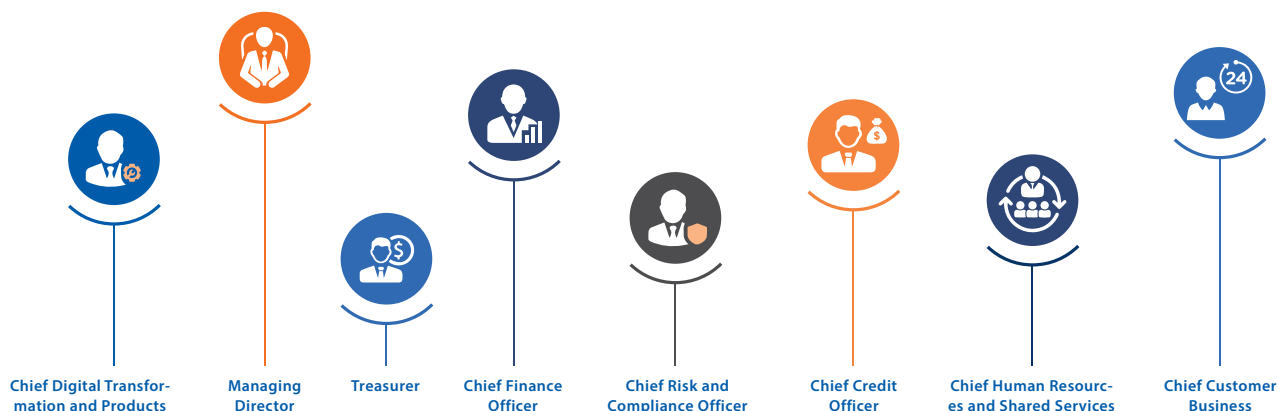 24
$
$
Chief Digital Transfor-
mation and Products
Managing
Director
Treasurer
Chief Finance
Officer
Chief Risk and
Compliance Officer
Chief Credit
Officer
Chief Human Resourc-
es and Shared Services
Chief Customer
Business